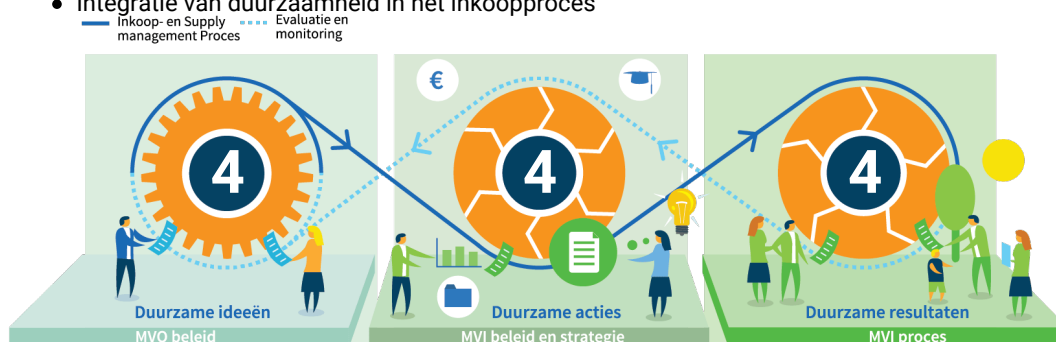 • Integratie van duurzaamheid in het inkoopproces
Inkoop- en Supply
management Proces
Evaluatie en
monitoring
€
4
4
4
Duurzame ideeën
Duurzame acties
Duurzame resultaten
MVO beleid
MVI beleid en strategie
MVI proces